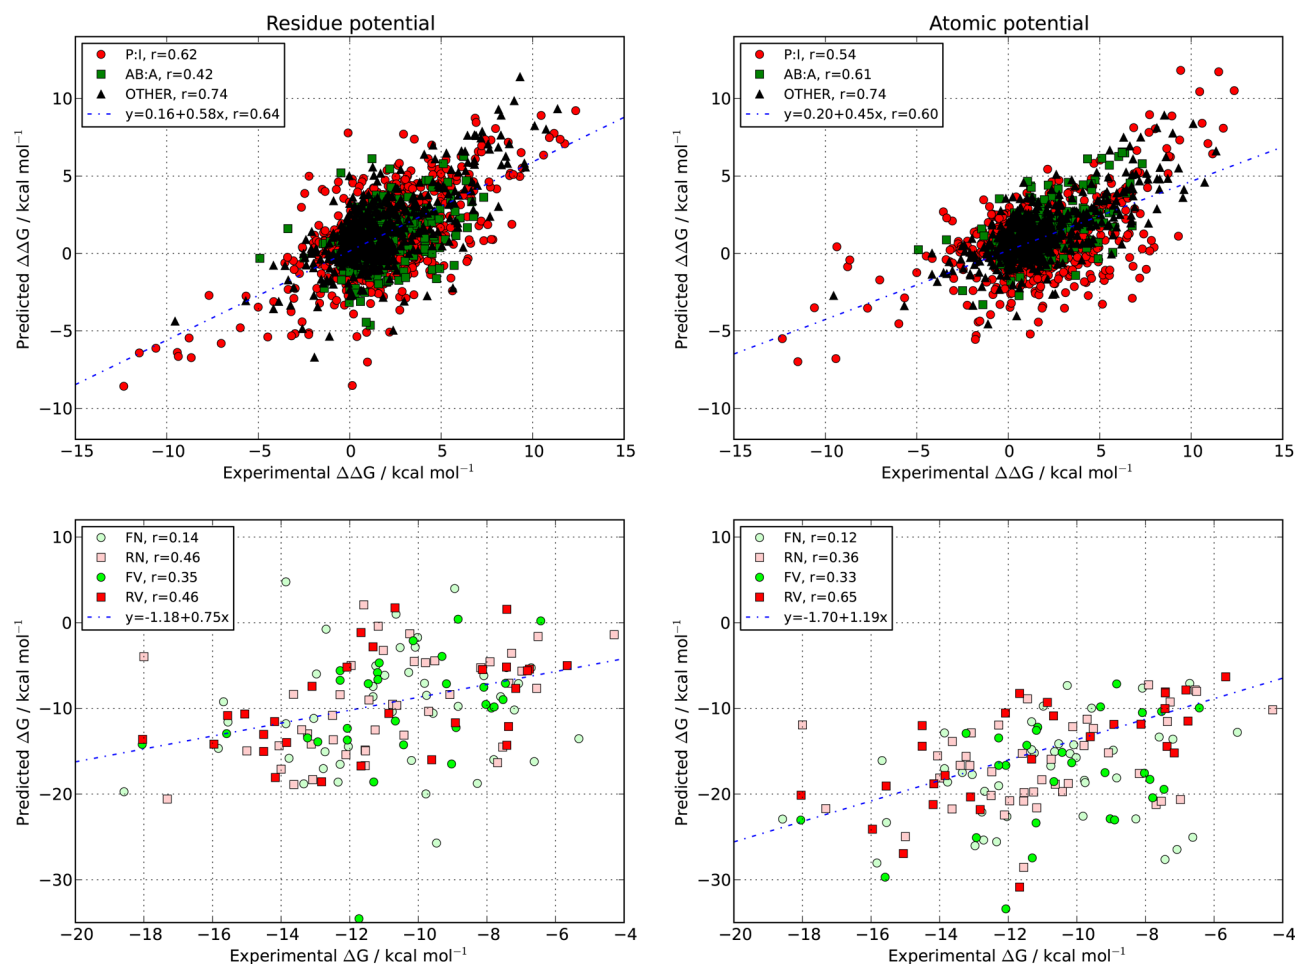 Residue potential
P:I, r=0.62
AB:A, r=0.42
OTHER, r=0.74
y=0.16+0.58x, r=0.64
10
5
0
−5
−10
Predicted ΔΔG / kcal mol⁻¹
−15 −10 −5 0 5 10 15
Experimental ΔΔG / kcal mol⁻¹
Atomic potential
P:I, r=0.54
AB:A, r=0.61
OTHER, r=0.74
y=0.20+0.45x, r=0.60
10
5
0
−5
−10
Predicted ΔΔG / kcal mol⁻¹
−15 −10 −5 0 5 10 15
Experimental ΔΔG / kcal mol⁻¹
FN, r=0.14
RN, r=0.46
FV, r=0.35
RV, r=0.46
y=-1.18+0.75x
10
0
−10
−20
−30
Predicted ΔG / kcal mol⁻¹
−20 −18 −16 −14 −12 −10 −8 −6 −4
Experimental ΔG / kcal mol⁻¹
FN, r=0.12
RN, r=0.36
FV, r=0.33
RV, r=0.65
y=-1.70+1.19x
10
0
−10
−20
−30
Predicted ΔG / kcal mol⁻¹
−20 −18 −16 −14 −12 −10 −8 −6 −4
Experimental ΔG / kcal mol⁻¹